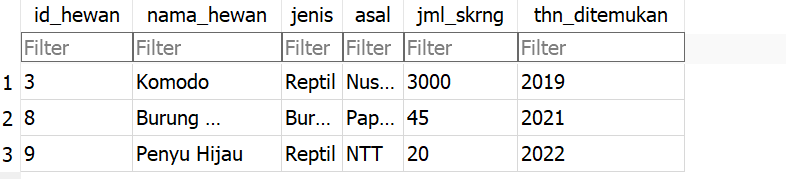 id_hewan nama_hewan jenis asal jml_skrng thn_ditemukan
Filter Filter Filter Filter Filter Filter
1 3 Komodo Reptil Nus... 3000 2019
2 8 Burung ... Bur... Pap... 45 2021
3 9 Penyu Hijau Reptil NTT 20 2022